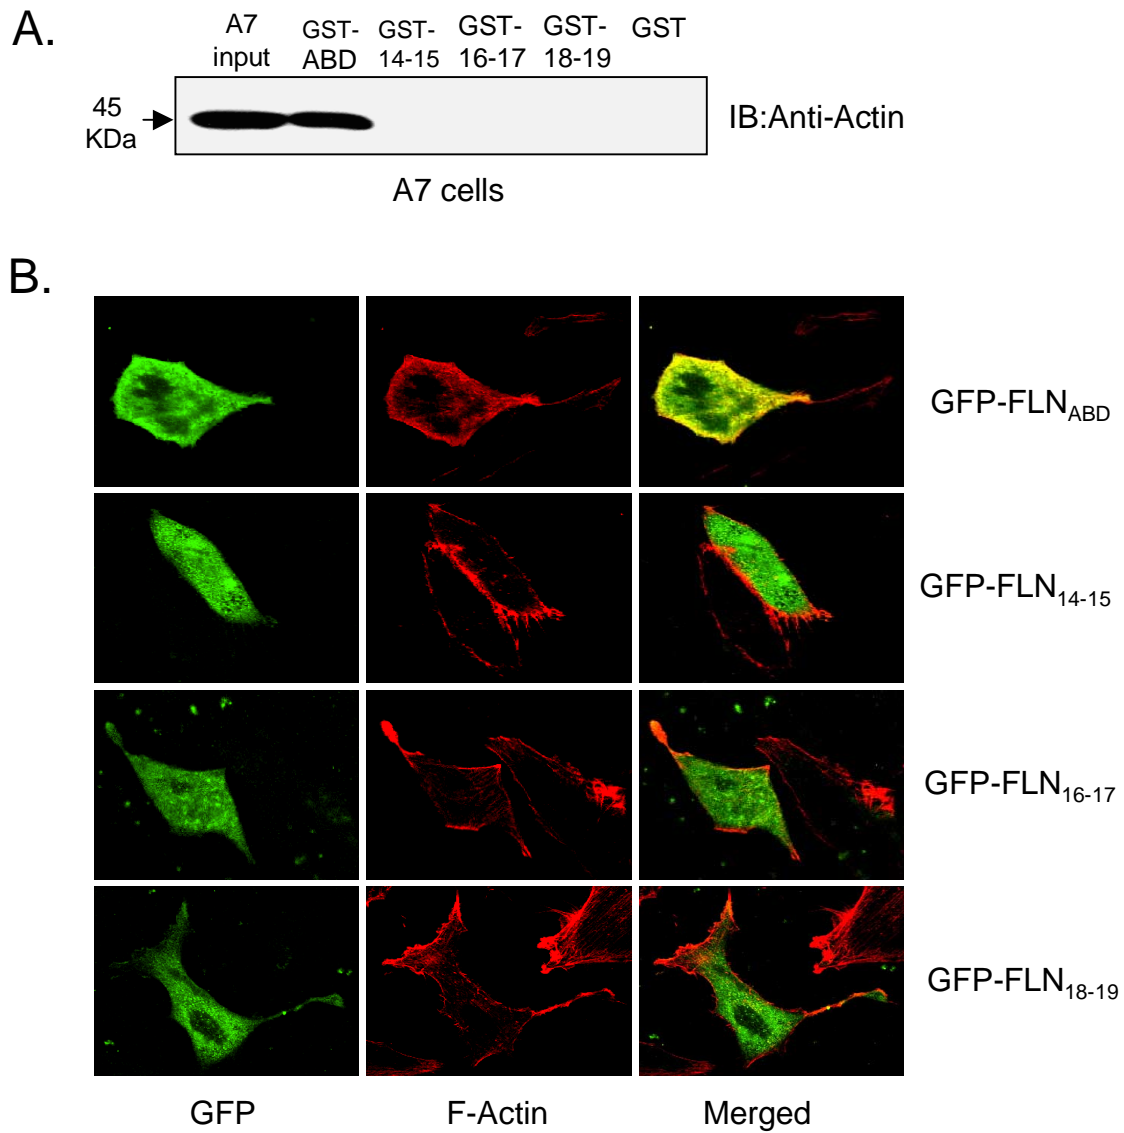 A.
A7 input
GST-ABD
GST-14-15
GST-16-17
GST-18-19
GST
45 KDa
IB:Anti-Actin
A7 cells
B.
GFP-FLNABD
GFP-FLN14-15
GFP-FLN16-17
GFP-FLN18-19
GFP
F-Actin
Merged